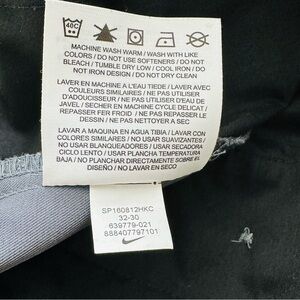 40C
MACHINE WASH WARM / WASH WITH LIKE
COLORS / DO NOT USE SOFTENERS / DO NOT
BLEACH / TUMBLE DRY LOW / COOL IRON / DO
NOT IRON DESIGN / DO NOT DRY CLEAN
LAVER EN MACHINE A L'EAU TIEDE / LAVER AVEC
COULEURS SIMILAIRES / NE PAS UTILISER
D'ADOUCISSEUR / NE PAS UTILISER D'EAU DE
JAVEL / SECHER EN MACHINE CYCLE DELICAT /
REPASSER FER FROID / NE PAS REPASSER LE
DESSIN / NE PAS NETTOYER A SEC
LAVAR A MAQUINA EN AGUA TIBIA / LAVAR CON
COLORES SIMILARES / NO USAR SUAVIZANTES /
NO USAR BLANQUEADORES / USAR SECADORA
CICLO LENTO / USAR PLANCHA TEMPERATURA
BAJA / NO PLANCHAR DIRECTAMENTE SOBRE EL
DISEÑO / NO LAVAR EN SECO
SP160812HKC
32-30
639779-021
888407797101